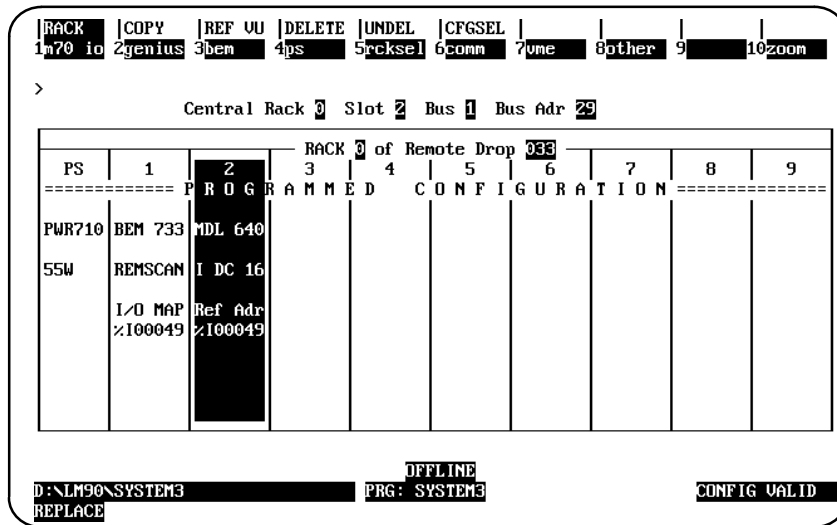 RACK COPY REF VU DELETE UNDEL CFGSEL
1m70 io 2genius 3bem 4ps 5rcksel 6comm 7vme 8other 9 10zoom
>
Central Rack 0 Slot 2 Bus 1 Bus Adr 29
RACK 0 of Remote Drop 033
PS 1 2 3 4 5 6 7 8 9
============= P R O G R A M M E D C O N F I G U R A T I O N ===============
PWR710 BEM 733 MDL 640
55W REMSCAN I DC 16
I/O MAP Ref Adr
%I00049 %I00049
OFFLINE
D:\LM90\SYSTEM3 PRG: SYSTEM3 CONFIG VALID
REPLACE